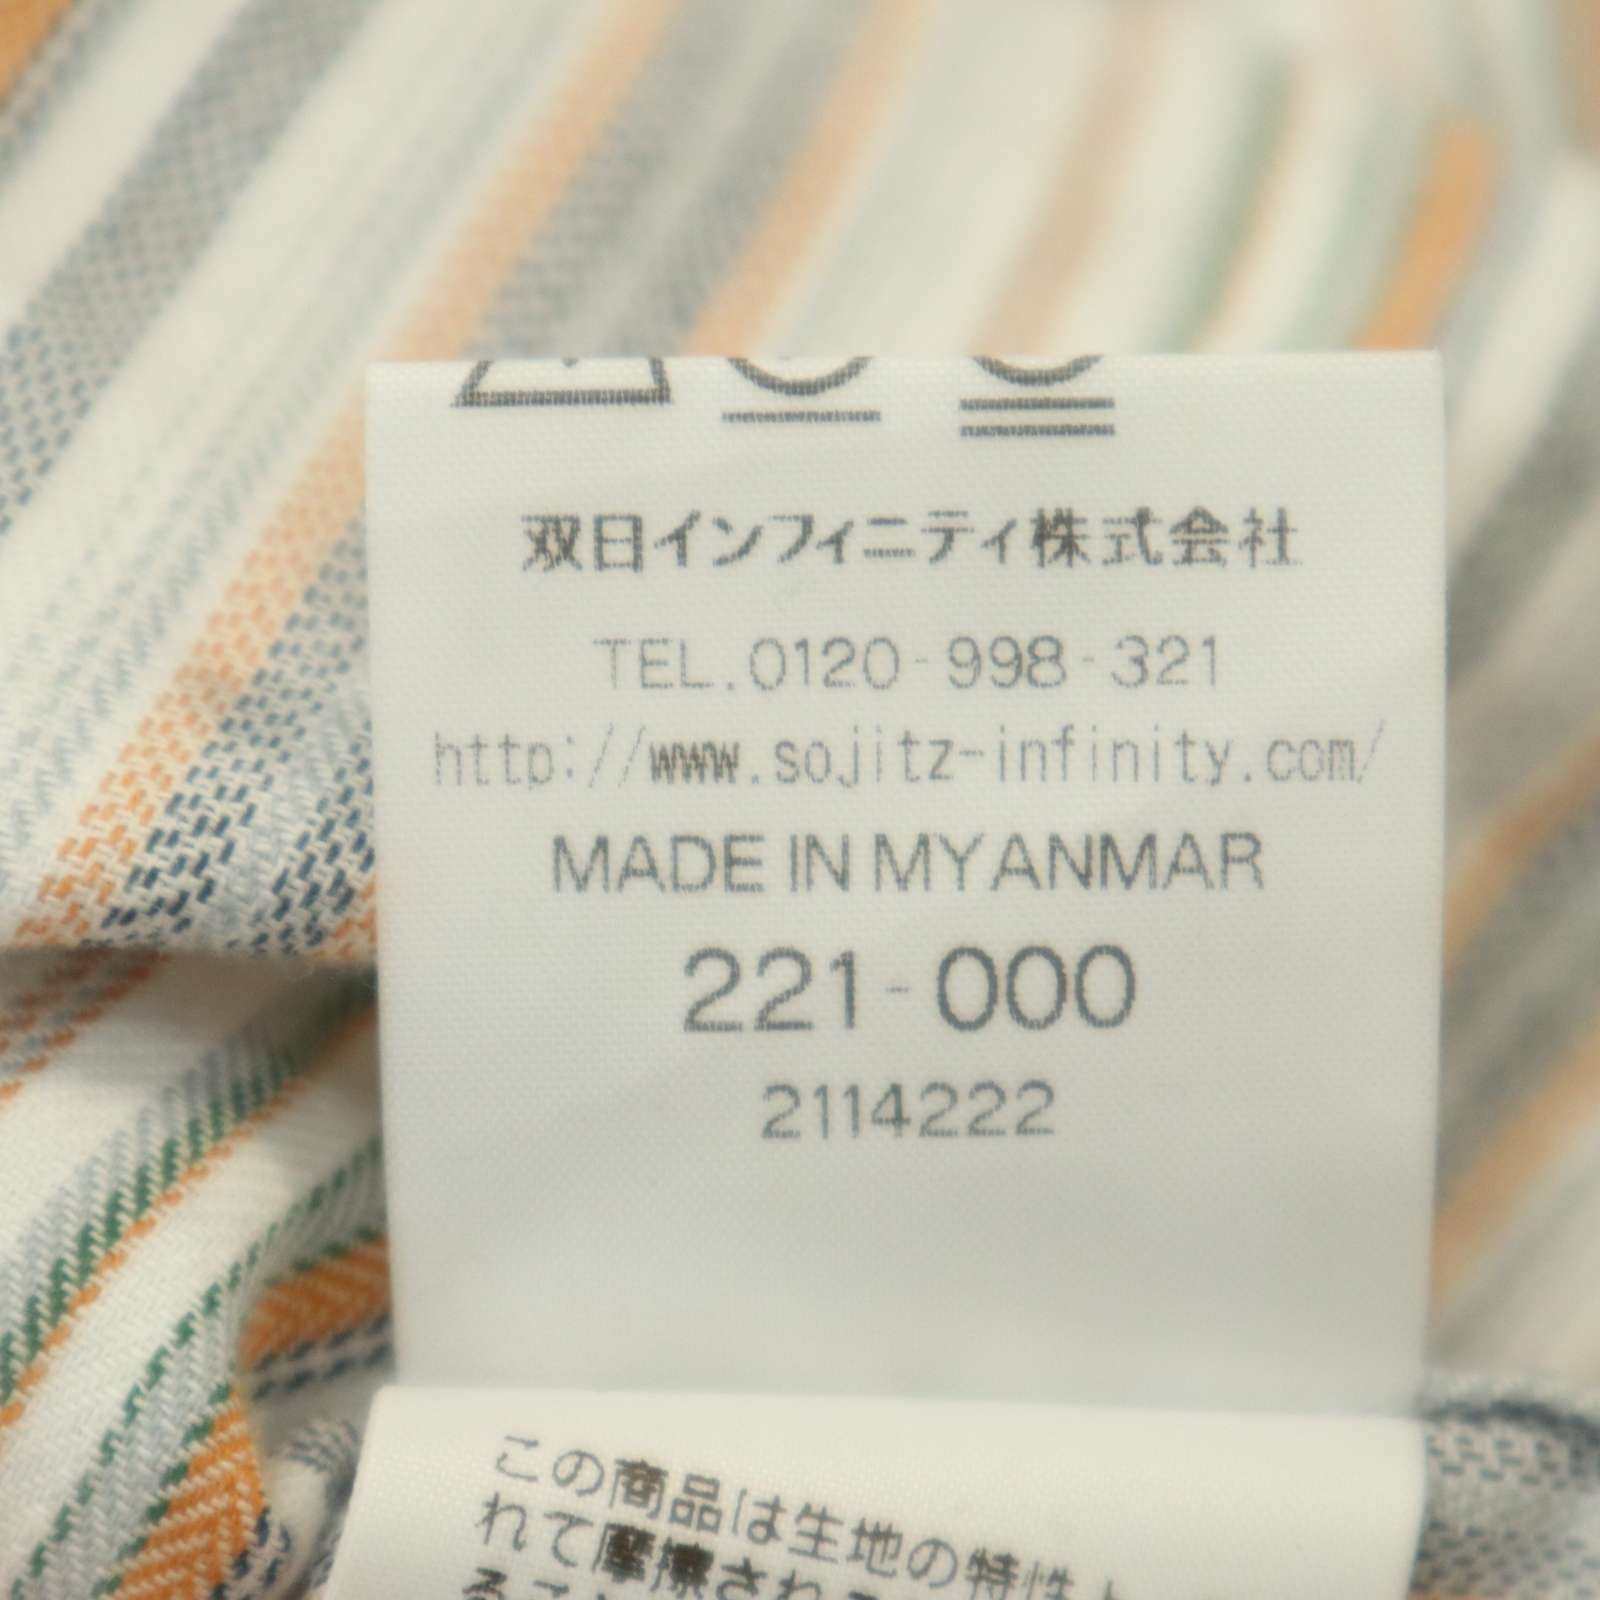 双日インフィニティ株式会社
TEL.0120-998-321
http://www.sojitz-infinity.com/
MADE IN MYANMAR
221-000
2114222
この商品は生地の特性
れて摩擦され